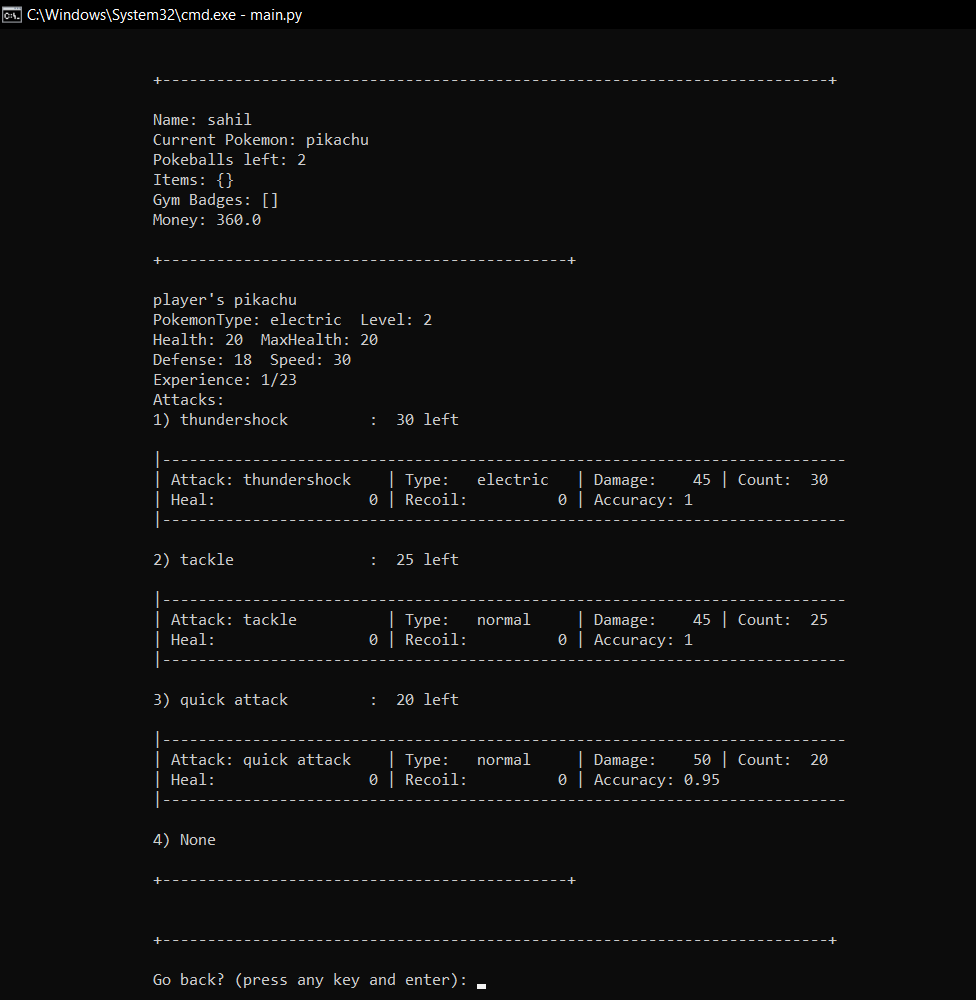 C:\Windows\System32\cmd.exe - main.py
+--------------------------------------------------------------------------+
Name: sahil
Current Pokemon: pikachu
Pokeballs left: 2
Items: {}
Gym Badges: []
Money: 360.0
+---------------------------------------------+
player's pikachu
PokemonType: electric  Level: 2
Health: 20  MaxHealth: 20
Defense: 18  Speed: 30
Experience: 1/23
Attacks:
1) thundershock         :  30 left
|----------------------------------------------------------------------------
| Attack: thundershock    | Type:   electric   | Damage:    45 | Count:  30
| Heal:                 0 | Recoil:          0 | Accuracy: 1
|----------------------------------------------------------------------------
2) tackle               :  25 left
|----------------------------------------------------------------------------
| Attack: tackle          | Type:   normal     | Damage:    45 | Count:  25
| Heal:                 0 | Recoil:          0 | Accuracy: 1
|----------------------------------------------------------------------------
3) quick attack         :  20 left
|----------------------------------------------------------------------------
| Attack: quick attack    | Type:   normal     | Damage:    50 | Count:  20
| Heal:                 0 | Recoil:          0 | Accuracy: 0.95
|----------------------------------------------------------------------------
4) None
+---------------------------------------------+
+--------------------------------------------------------------------------+
Go back? (press any key and enter):